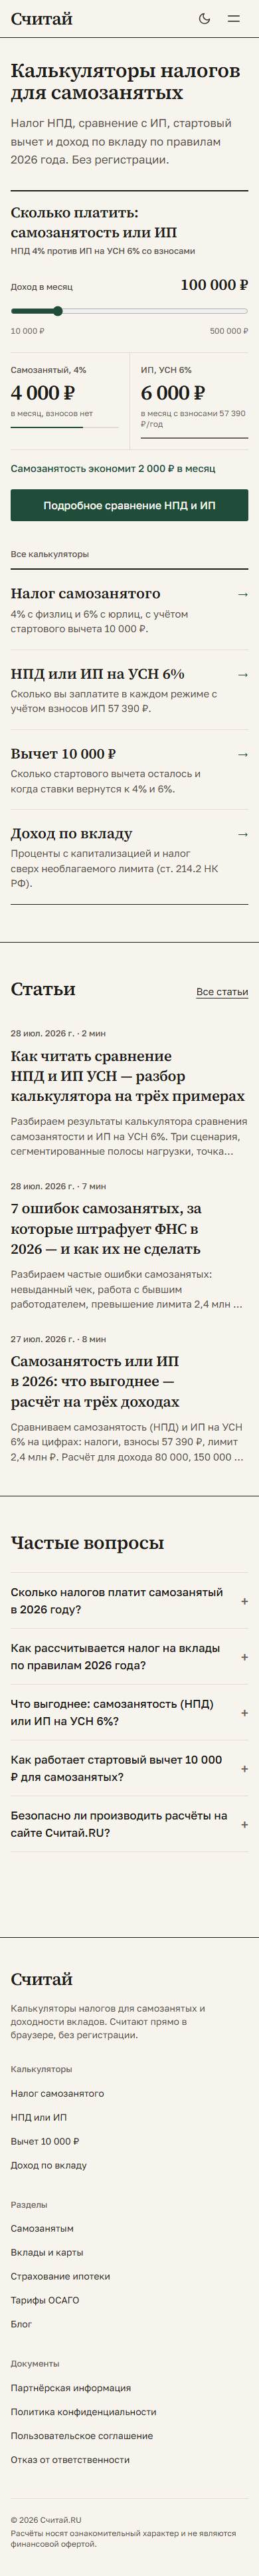 Считай
Калькуляторы налогов
для самозанятых
Налог НПД, сравнение с ИП, стартовый
вычет и доход по вкладу по правилам
2026 года. Без регистрации.
Сколько платить:
самозанятость или ИП
НПД 4% против ИП на УСН 6% со взносами
Доход в месяц
100 000 ₽
10 000 ₽
500 000 ₽
Самозанятый, 4%
4 000 ₽
в месяц, взносов нет
ИП, УСН 6%
6 000 ₽
в месяц с взносами 57 390
₽/год
Самозанятость экономит 2 000 ₽ в месяц
Подробное сравнение НПД и ИП
Все калькуляторы
Налог самозанятого →
4% с физлиц и 6% с юрлиц, с учётом
стартового вычета 10 000 ₽.
НПД или ИП на УСН 6% →
Сколько вы заплатите в каждом режиме с
учётом взносов ИП 57 390 ₽.
Вычет 10 000 ₽ →
Сколько стартового вычета осталось и
когда ставки вернутся к 4% и 6%.
Доход по вкладу →
Проценты с капитализацией и налог
сверх необлагаемого лимита (ст. 214.2 НК
РФ).
Статьи
Все статьи
28 июл. 2026 г. · 2 мин
Как читать сравнение
НПД и ИП УСН — разбор
калькулятора на трёх примерах
Разбираем результаты калькулятора сравнения
самозанятости и ИП на УСН 6%. Три сценария,
сегментированные полосы нагрузки, точка...
28 июл. 2026 г. · 7 мин
7 ошибок самозанятых, за
которые штрафует ФНС в
2026 — и как их не сделать
Разбираем частые ошибки самозанятых:
невыданный чек, работа с бывшим
работодателем, превышение лимита 2,4 млн ...
27 июл. 2026 г. · 8 мин
Самозанятость или ИП
в 2026: что выгоднее —
расчёт на трёх доходах
Сравниваем самозанятость (НПД) и ИП на УСН
6% на цифрах: налоги, взносы 57 390 ₽, лимит
2,4 млн ₽. Расчёт для дохода 80 000, 150 000 ...
Частые вопросы
Сколько налогов платит самозанятый
в 2026 году? +
Как рассчитывается налог на вклады
по правилам 2026 года? +
Что выгоднее: самозанятость (НПД)
или ИП на УСН 6%? +
Как работает стартовый вычет 10 000
₽ для самозанятых? +
Безопасно ли производить расчёты на
сайте Считай.RU? +
Считай
Калькуляторы налогов для самозанятых и
доходности вкладов. Считают прямо в
браузере, без регистрации.
Калькуляторы
Налог самозанятого
НПД или ИП
Вычет 10 000 ₽
Доход по вкладу
Разделы
Самозанятым
Вклады и карты
Страхование ипотеки
Тарифы ОСАГО
Блог
Документы
Партнёрская информация
Политика конфиденциальности
Пользовательское соглашение
Отказ от ответственности
© 2026 Считай.RU
Расчёты носят ознакомительный характер и не являются
финансовой офертой.